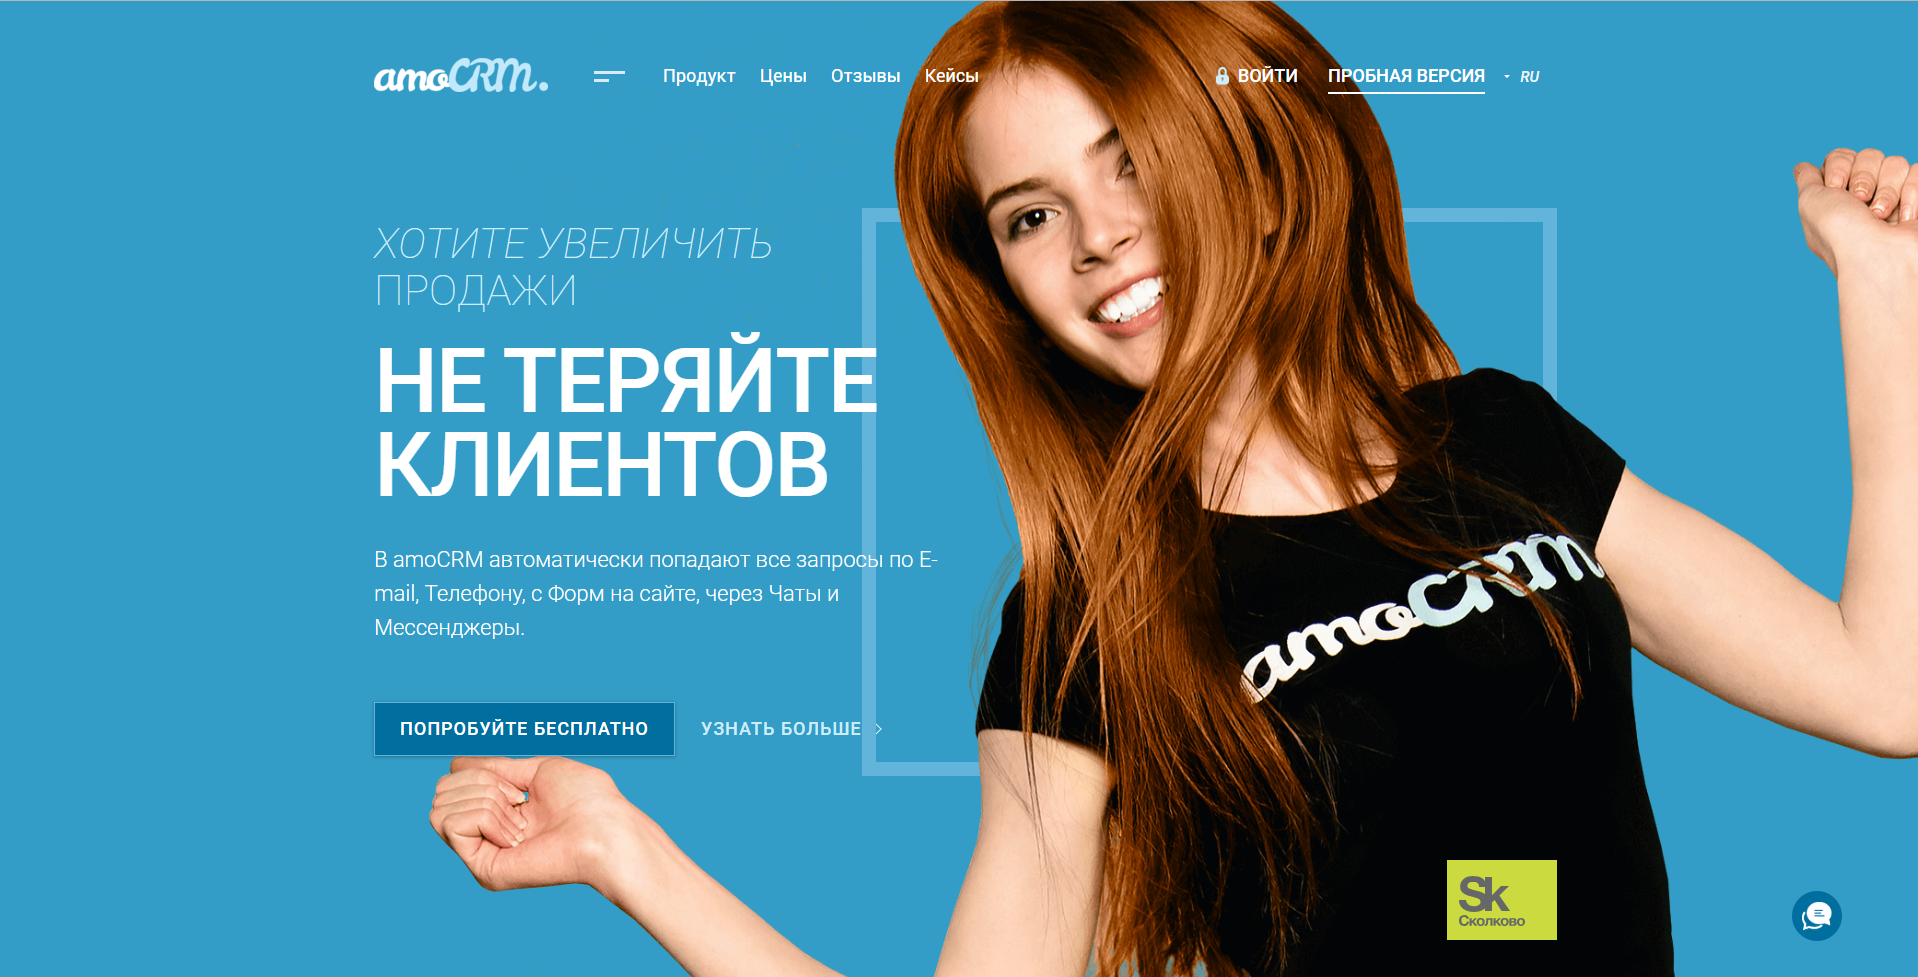 amoCRM.
Продукт Цены Отзывы Кейсы
ВОЙТИ
ПРОБНАЯ ВЕРСИЯ
RU
ХОТИТЕ УВЕЛИЧИТЬ
ПРОДАЖИ
НЕ ТЕРЯЙТЕ
КЛИЕНТОВ
В amoCRM автоматически попадают все запросы по E-
mail, Телефону, с Форм на сайте, через Чаты и
Мессенджеры.
ПОПРОБУЙТЕ БЕСПЛАТНО
УЗНАТЬ БОЛЬШЕ
amoCRM
Sk
Сколково